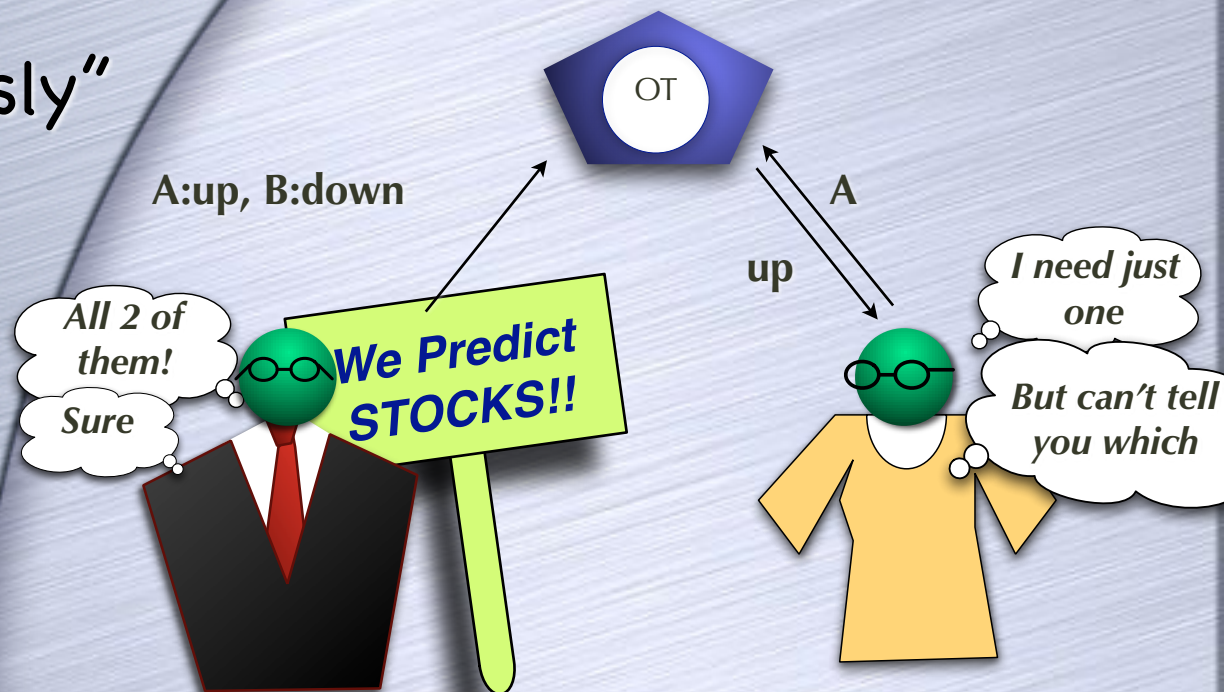 sly”
OT
A:up, B:down
A
up
I need just
one
All 2 of
them!
We Predict
STOCKS!!
But can’t tell
you which
Sure